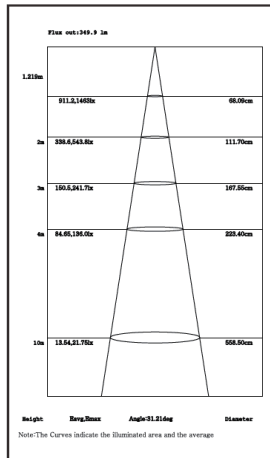 Flux out:349.9 lm
1.219m
911.2,1463lx 68.09cm
2m 338.6,543.8lx 111.70cm
3m 150.5,241.7lx 167.55cm
4m 84.65,136.0lx 223.40cm
10m 13.54,21.75lx 558.50cm
Height Eavg,Emax Angle:31.21deg Diameter
Note:The Curves indicate the illuminated area and the average